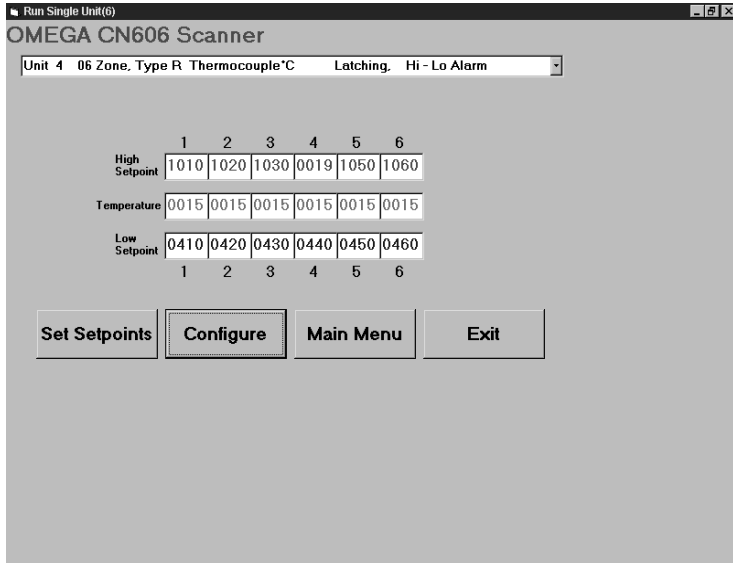 Run Single Unit(6)
OMEGA CN606 Scanner
Unit 4 06 Zone, Type R Thermocouple°C Latching, Hi - Lo Alarm
1 2 3 4 5 6
High
Setpoint 1010 1020 1030 0019 1050 1060
Temperature 0015 0015 0015 0015 0015 0015
Low
Setpoint 0410 0420 0430 0440 0450 0460
1 2 3 4 5 6
Set Setpoints Configure Main Menu Exit